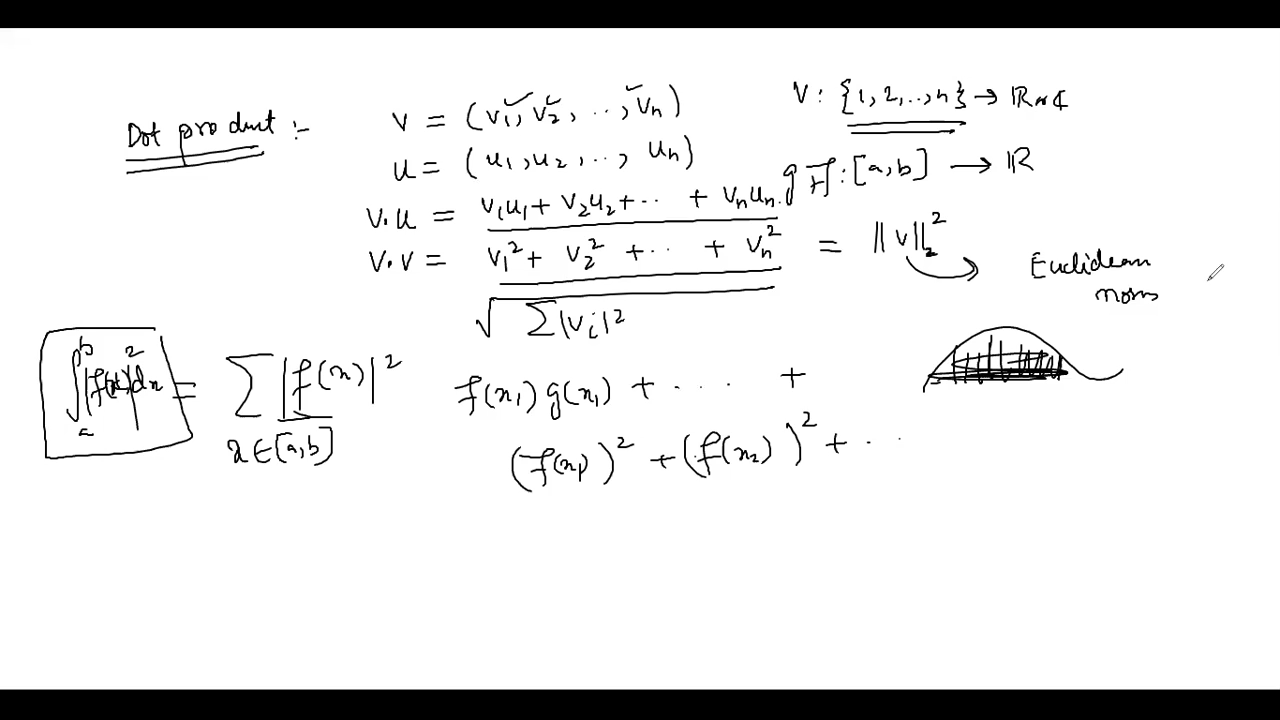 Dot product :-
v = (v₁, v₂, . . , vₙ)
v : {1, 2, .., n} → ℝ or ¢
u = (u₁, u₂, . . , uₙ)
g f : [a, b] → ℝ
v.u = v₁u₁ + v₂u₂ + . . + vₙuₙ.
v.v = v₁² + v₂² + . . + vₙ² = ‖v‖₂²
Euclidean
norm
√ ∑|vᵢ|²
∫ₐᵇ |f(x)|² dx = ∑ |f(x)|²
x ∈ [a, b]
f(x₁) g(x₁) + . . . . +
(f(x₁))² + (f(x₂))² + . . .